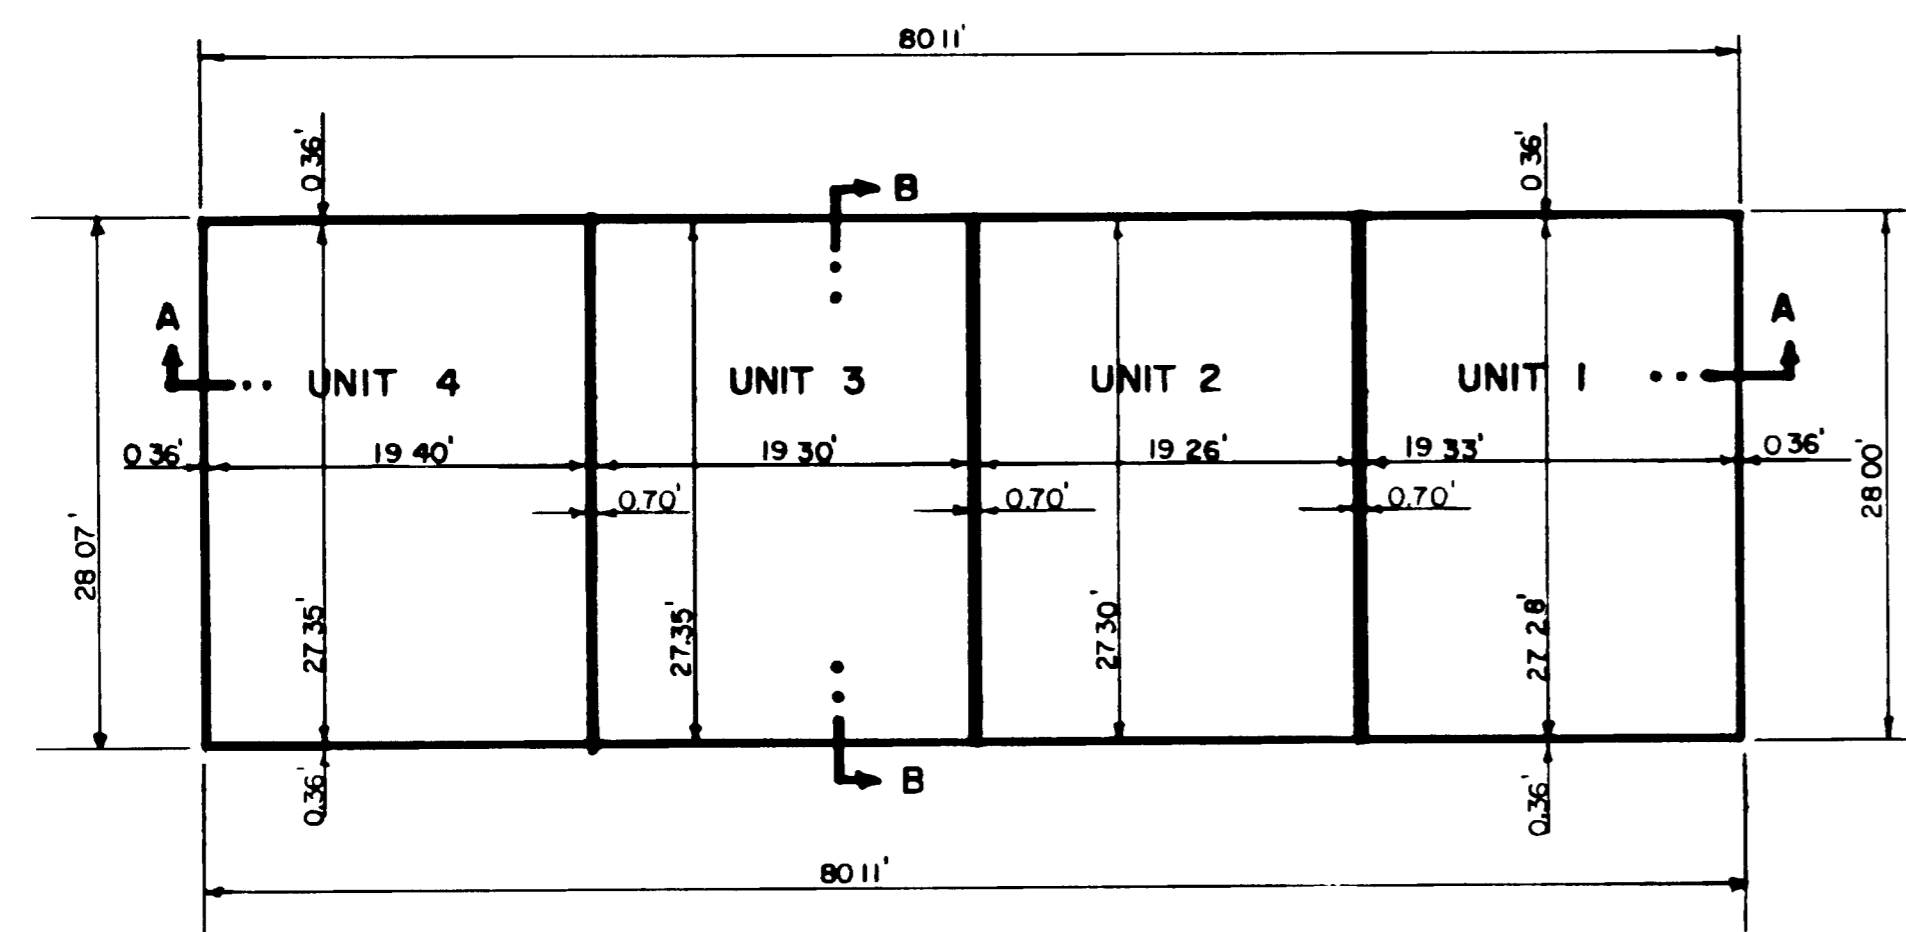 80 11'
0 36'
0 36'
B
A
A
UNIT 4
UNIT 3
UNIT 2
UNIT 1
0 36'
19 40'
19 30'
19 26'
19 33'
0 36'
0.70'
0.70'
0.70'
28 07'
28 00'
27 35'
27.35'
27 30'
27 28'
B
0.36'
0.36'
80 11'